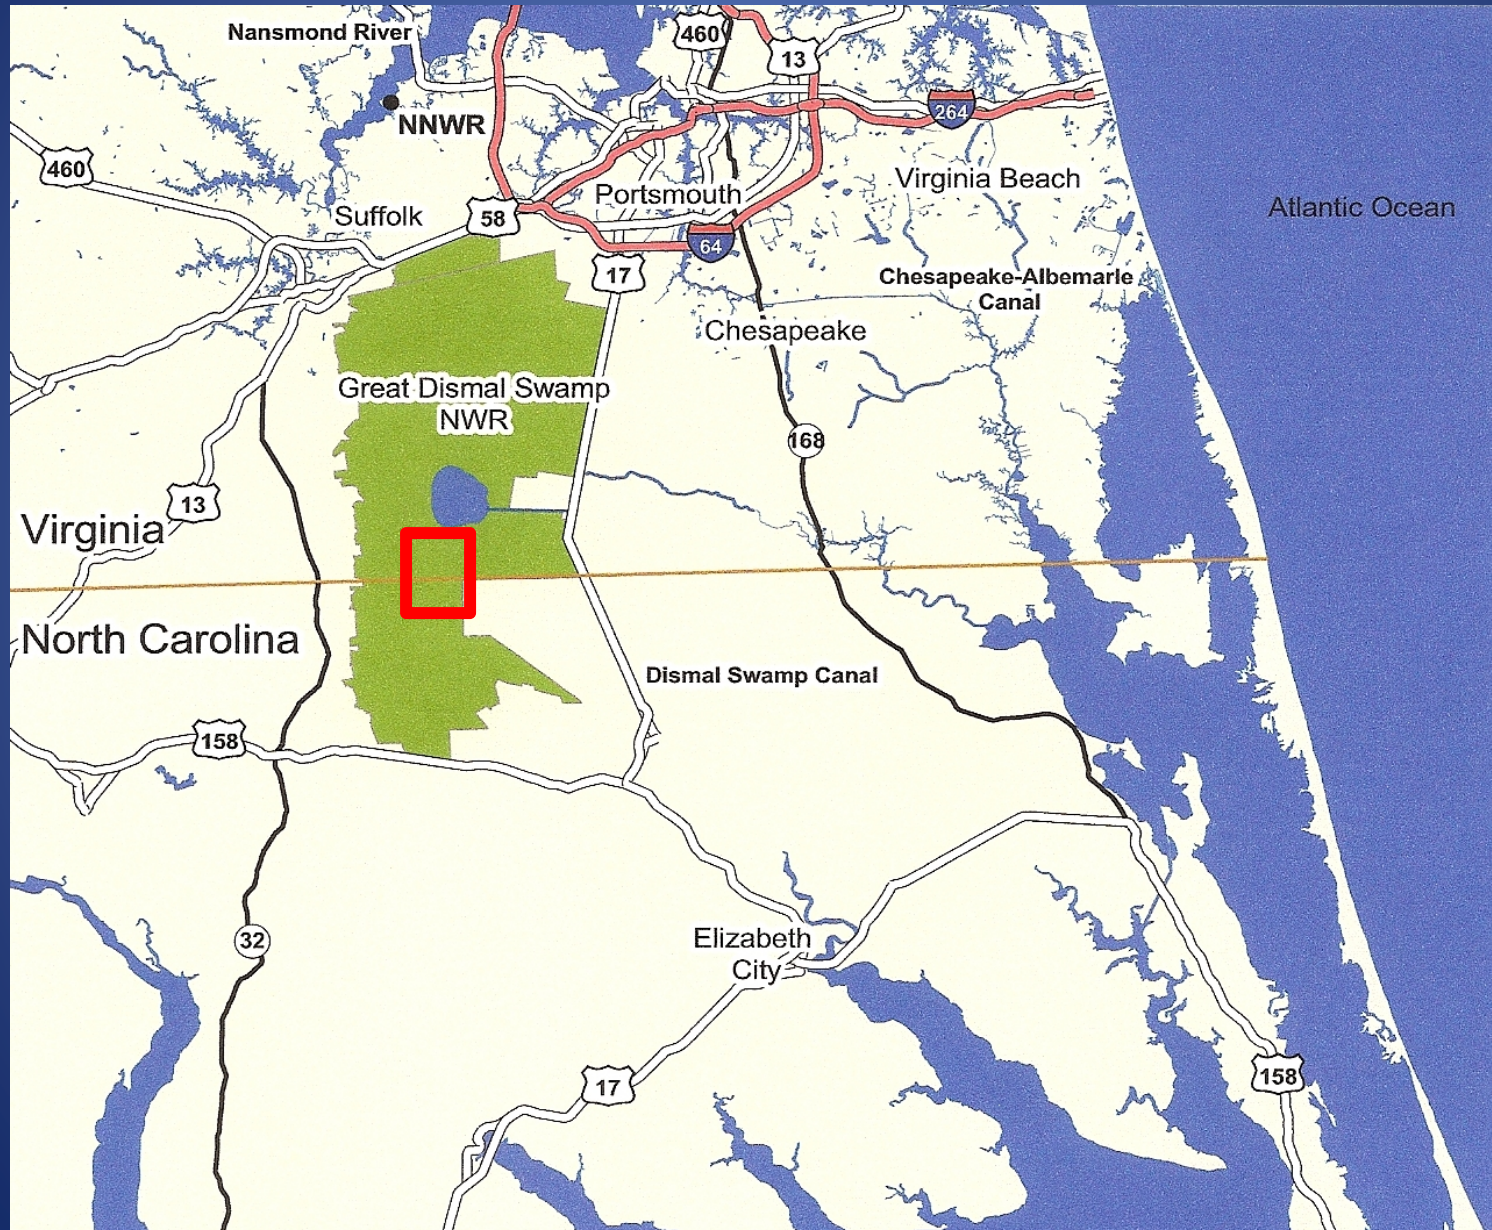 Nansmond River
460
13
NNWR
264
460
Portsmouth
Virginia Beach
Suffolk
58
Atlantic Ocean
64
17
Chesapeake-Albemarle
Canal
Chesapeake
Great Dismal Swamp
NWR
168
13
Virginia
North Carolina
Dismal Swamp Canal
158
32
Elizabeth
City
17
158